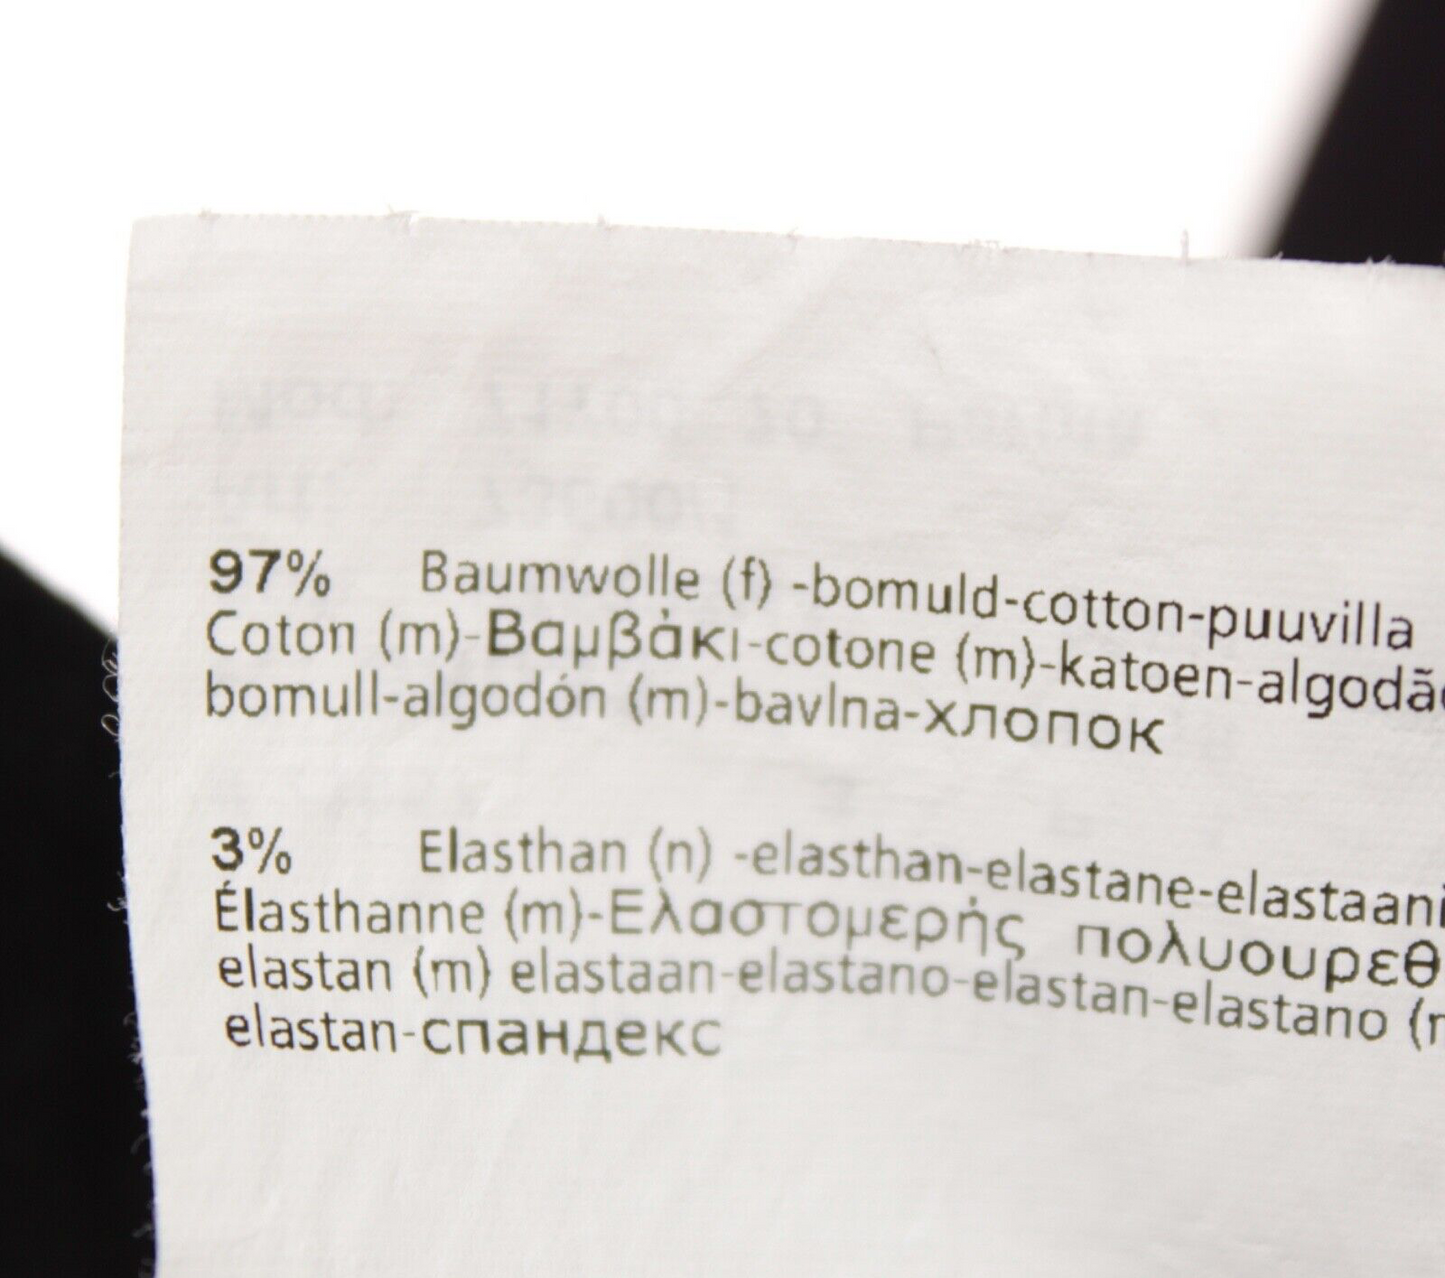 97% Baumwolle (f) -bomuld-cotton-puuvilla
Coton (m)-Βαμβάκι-cotone (m)-katoen-algodão
bomull-algodón (m)-bavlna-хлопок
3% Elasthan (n) -elasthan-elastane-elastaani
Élasthanne (m)-Ελαστομερής πολυουρεθ
elastan (m) elastaan-elastano-elastan-elastano (m
elastan-спандекс